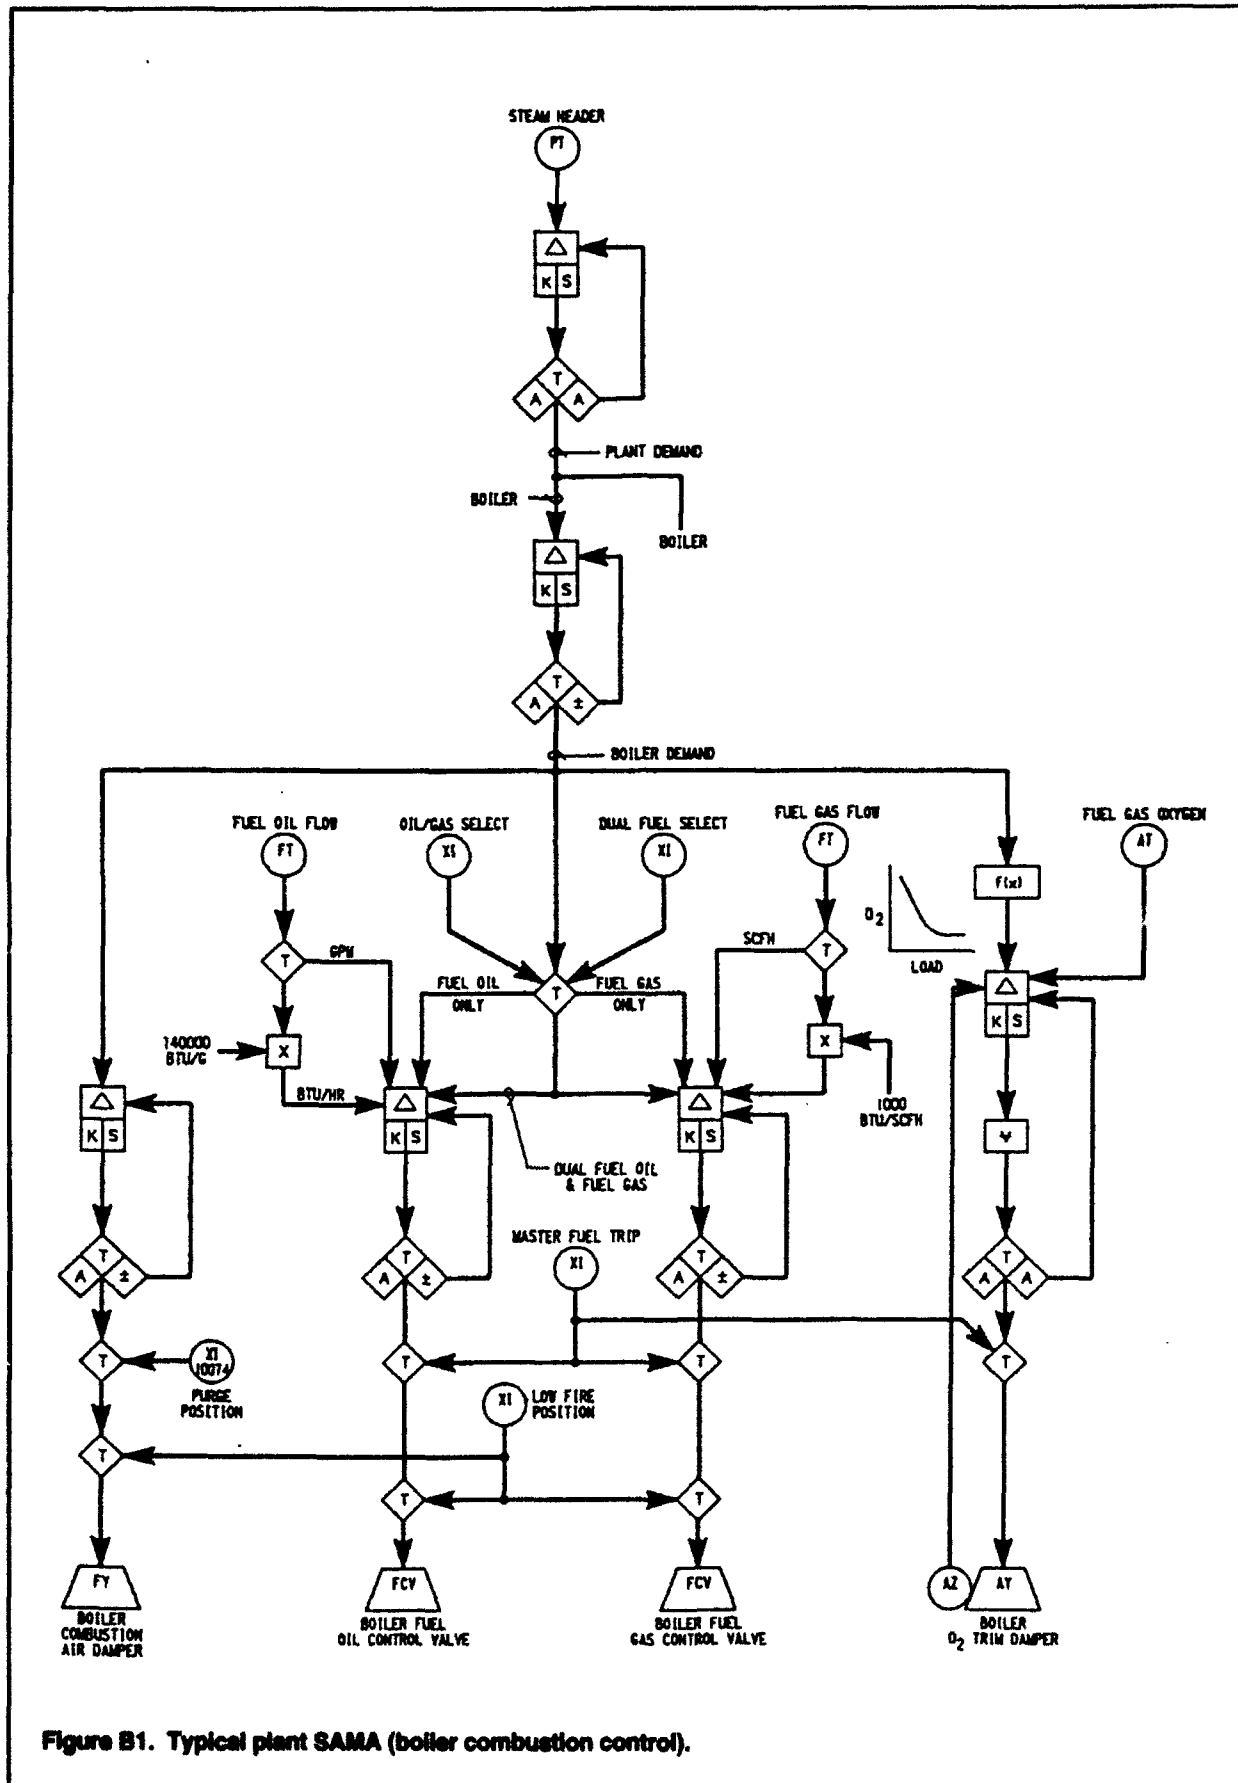 STEAM HEADER
PT
△
K S
T
A A
PLANT DEMAND
BOILER
BOILER
△
K S
T
A ±
BOILER DEMAND
FUEL OIL FLOW
FT
OIL/GAS SELECT
XI
DUAL FUEL SELECT
XI
FUEL GAS FLOW
FT
FUEL GAS OXYGEN
AT
f(x)
O2
LOAD
T
GPM
SCFH
T
FUEL OIL
ONLY
T
FUEL GAS
ONLY
△
K S
140000
BTU/G
X
X
1000
BTU/SCFH
BTU/HR
△
K S
△
K S
△
K S
DUAL FUEL OIL
& FUEL GAS
MASTER FUEL TRIP
XI
T
A ±
T
A ±
T
A ±
T
A A
T
XI
10074
PURGE
POSITION
T
T
T
XI
LOW FIRE
POSITION
T
T
T
FY
BOILER
COMBUSTION
AIR DAMPER
FCV
BOILER FUEL
OIL CONTROL VALVE
FCV
BOILER FUEL
GAS CONTROL VALVE
AZ
AY
BOILER
O2 TRIM DAMPER
Figure B1. Typical plant SAMA (boiler combustion control).